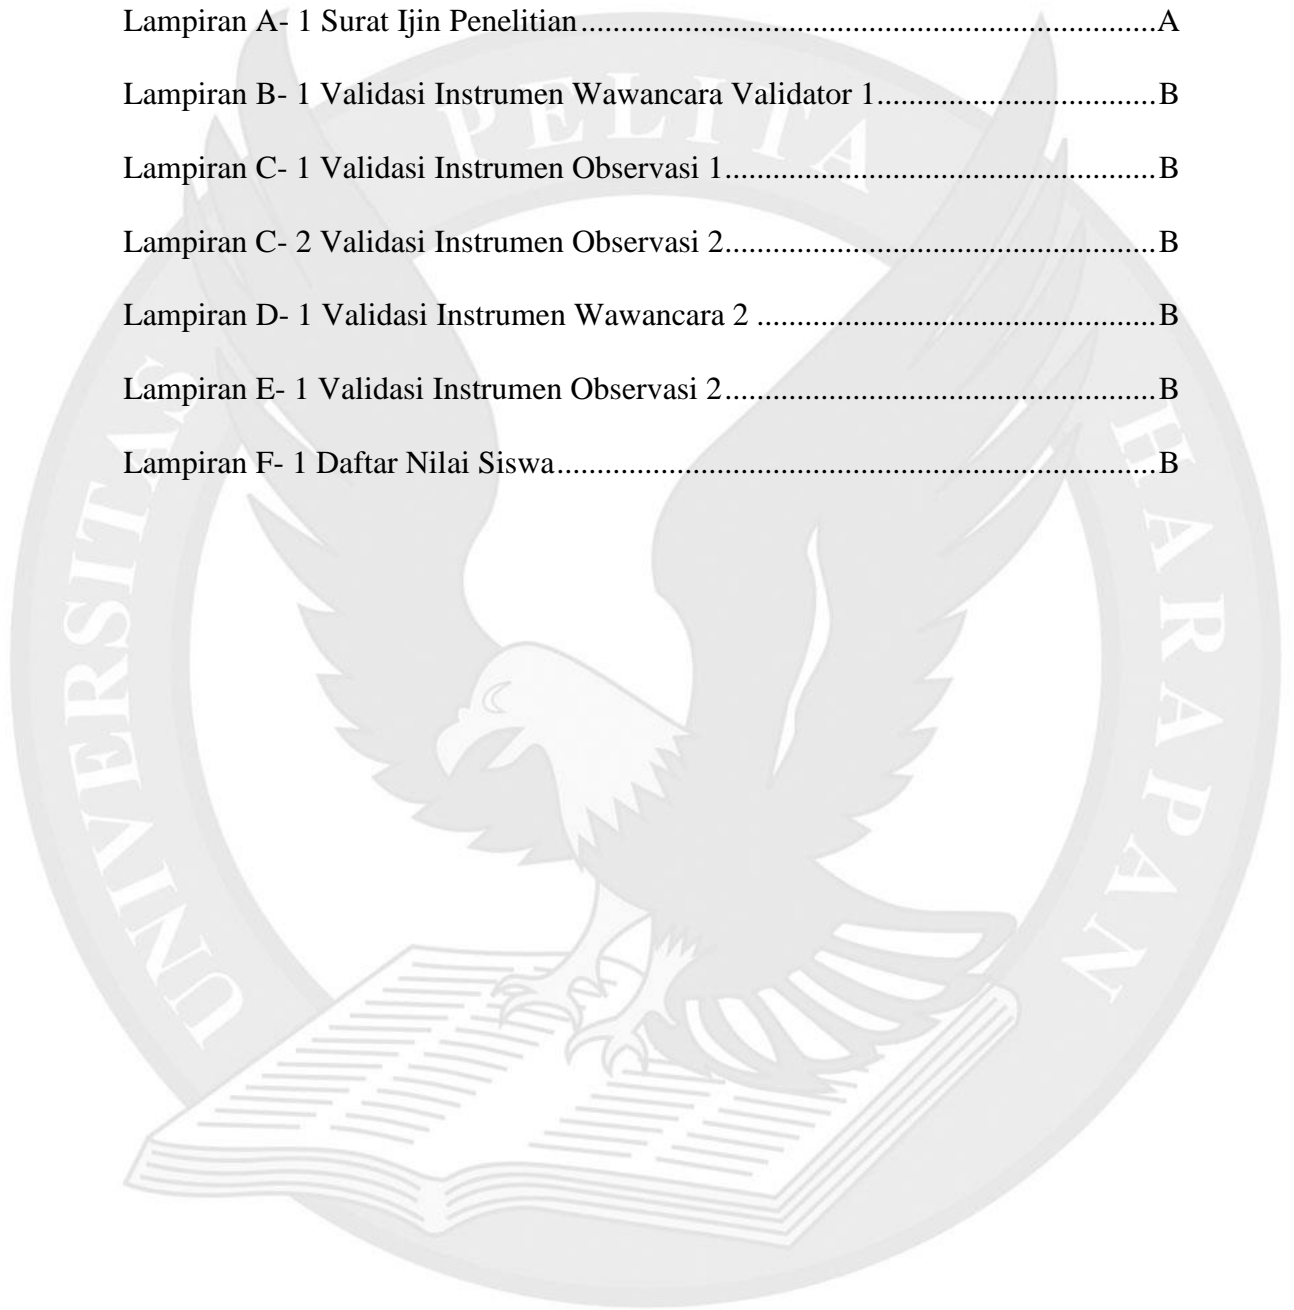 Lampiran A- 1 Surat Ijin Penelitian........................................................................A
Lampiran B- 1 Validasi Instrumen Wawancara Validator 1...................................B
Lampiran C- 1 Validasi Instrumen Observasi 1......................................................B
Lampiran C- 2 Validasi Instrumen Observasi 2......................................................B
Lampiran D- 1 Validasi Instrumen Wawancara 2 ..................................................B
Lampiran E- 1 Validasi Instrumen Observasi 2......................................................B
Lampiran F- 1 Daftar Nilai Siswa...........................................................................B
UNIVERSITAS PELITA HARAPAN